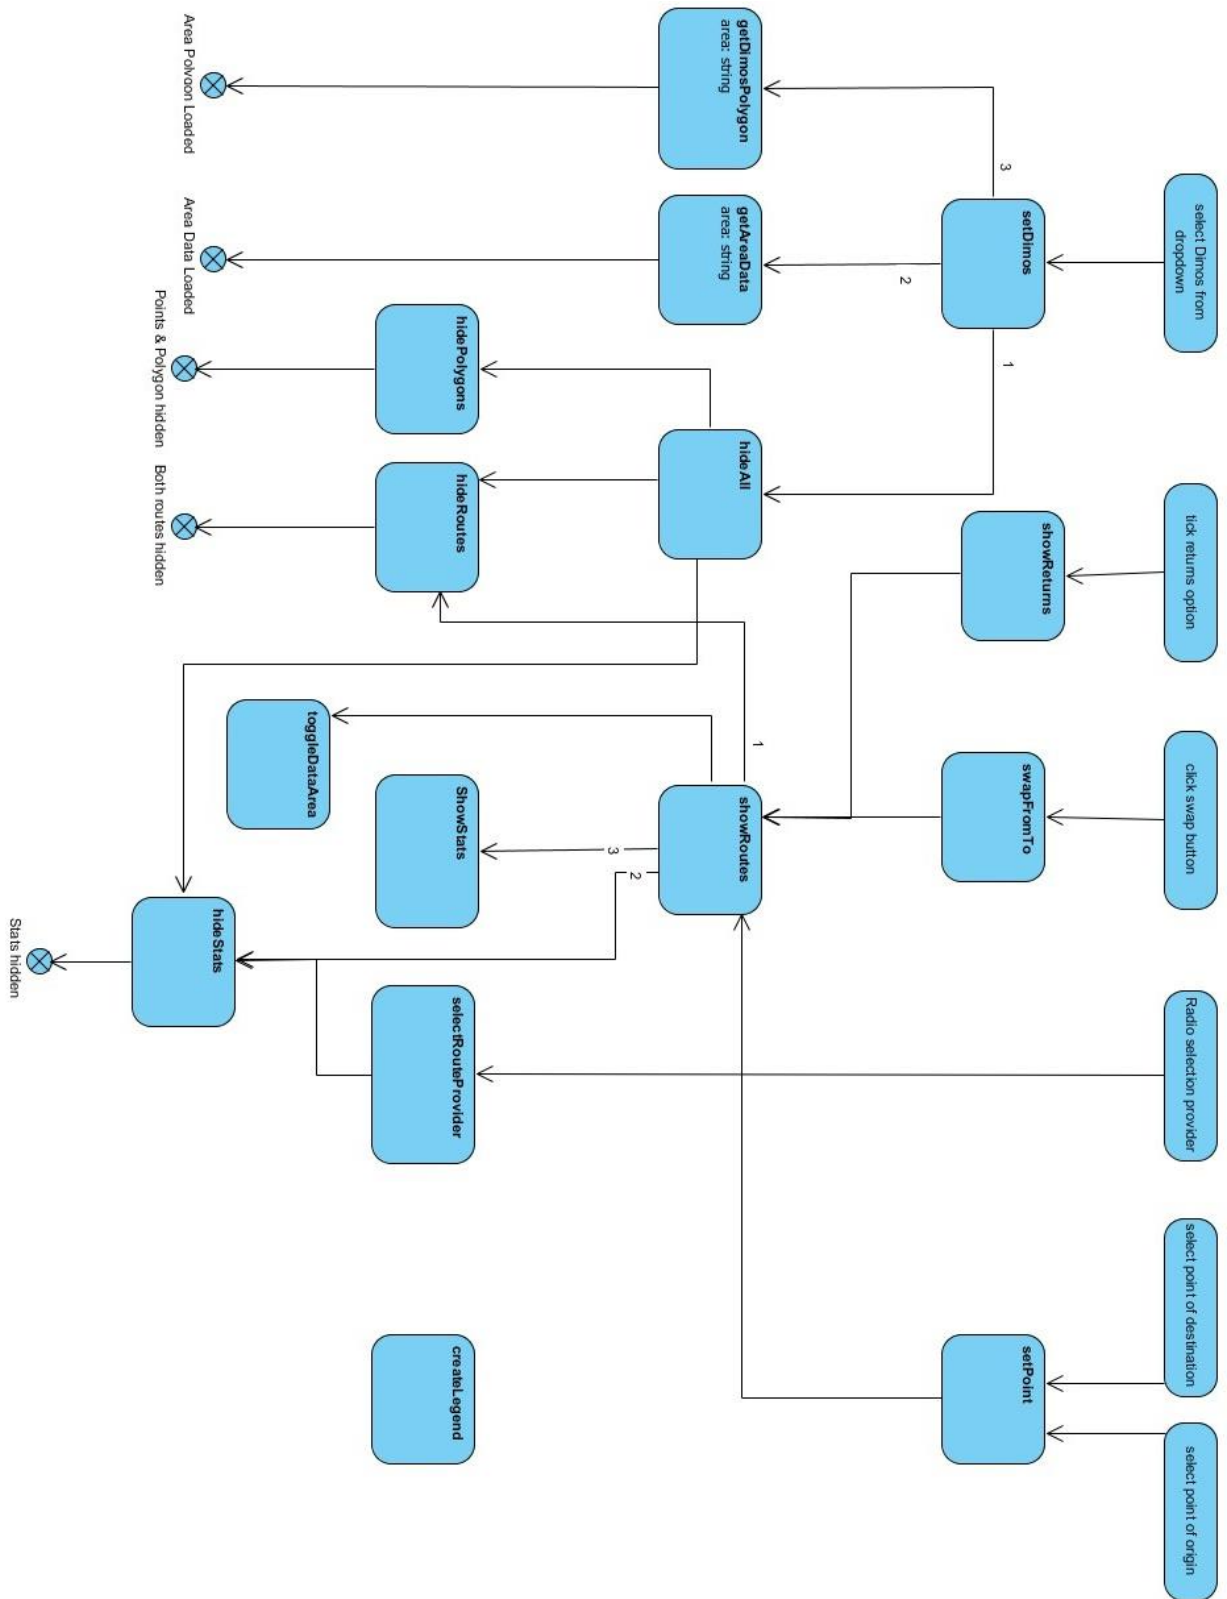 select Dimos from
dropdown
tick returns option
click swap button
Radio selection provider
select point of destination
select point of origin
setDimos
showReturns
swapFromTo
setPoint
3
2
1
getDimosPolygon
area: string
getAreaData
area: string
hideAll
showRoutes
1
3
2
hidePolygons
hideRoutes
ShowStats
selectRouteProvider
createLegend
toggleDataArea
hideStats
Area Polygon Loaded
Area Data Loaded
Points & Polygon hidden
Both routes hidden
Stats hidden